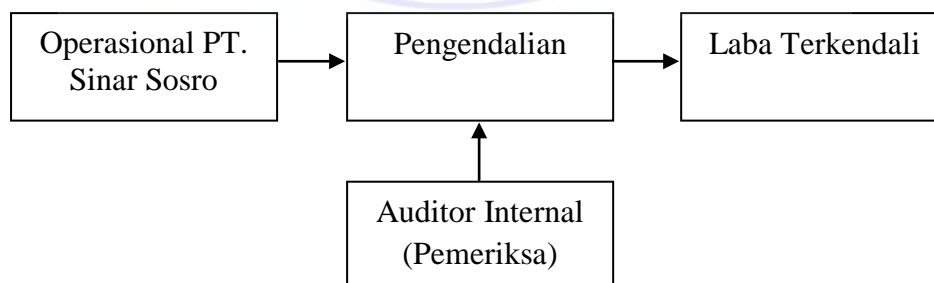 Operasional PT.
Sinar Sosro
Pengendalian
Laba Terkendali
Auditor Internal
(Pemeriksa)